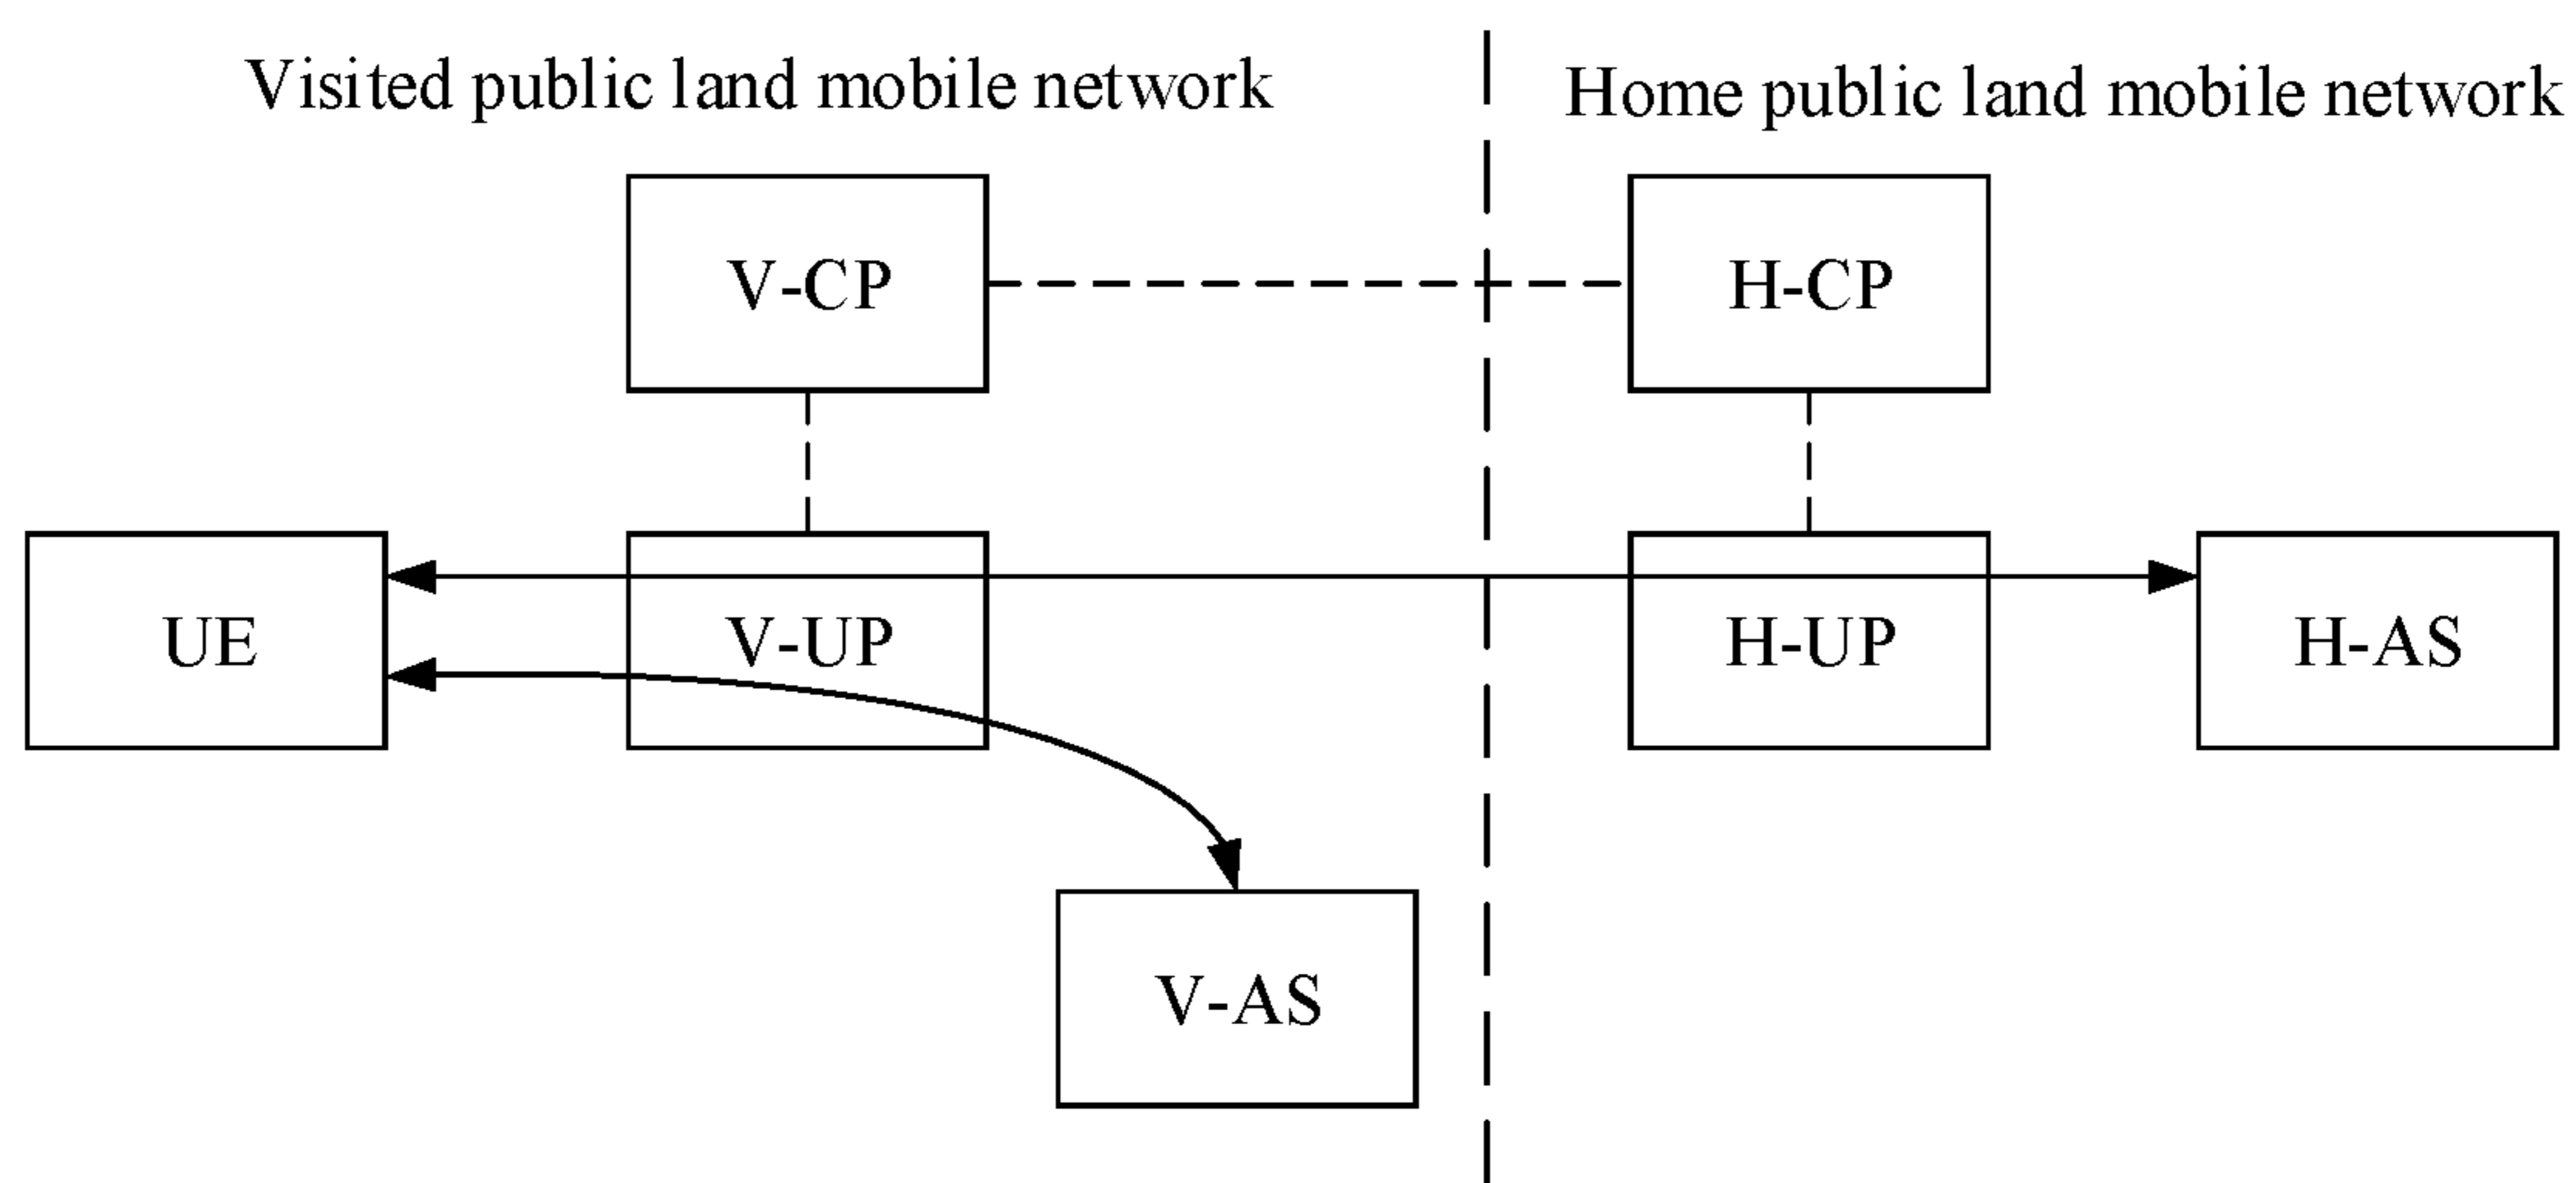 Visited public land mobile network
Home public land mobile network
V-CP
H-CP
UE
V-UP
H-UP
H-AS
V-AS